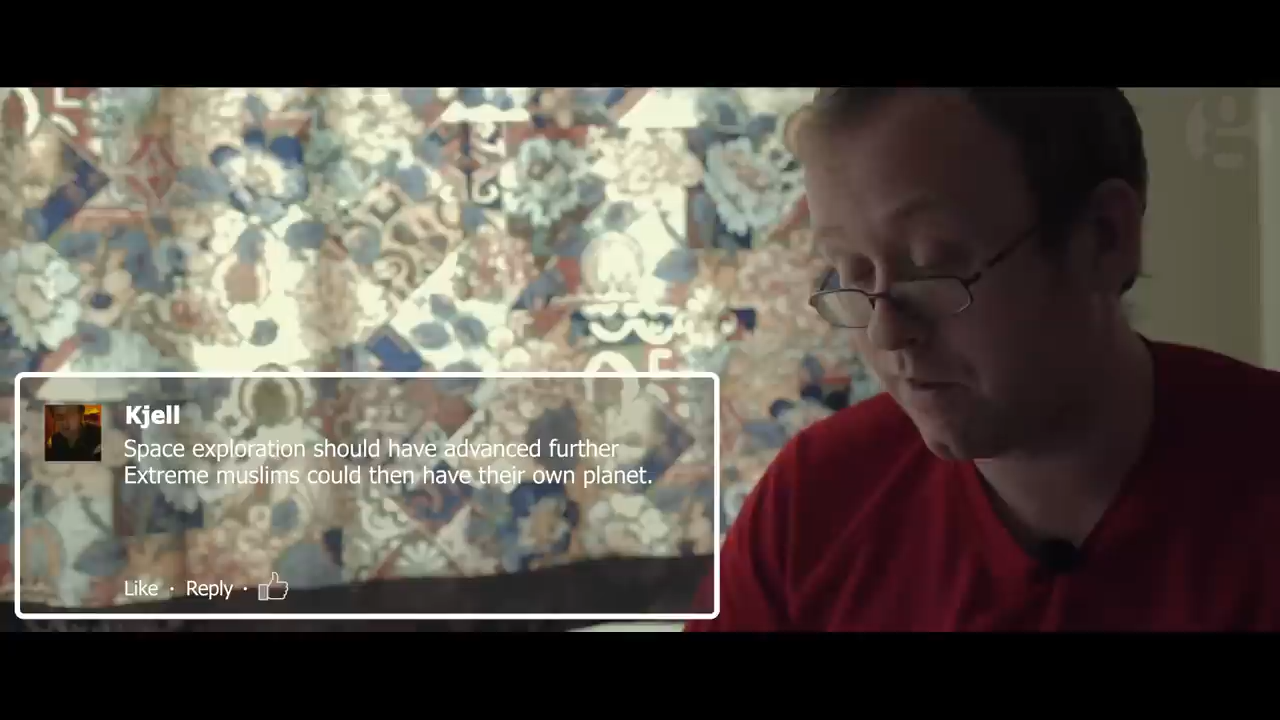 g
Kjell
Space exploration should have advanced further
Extreme muslims could then have their own planet.
Like · Reply ·